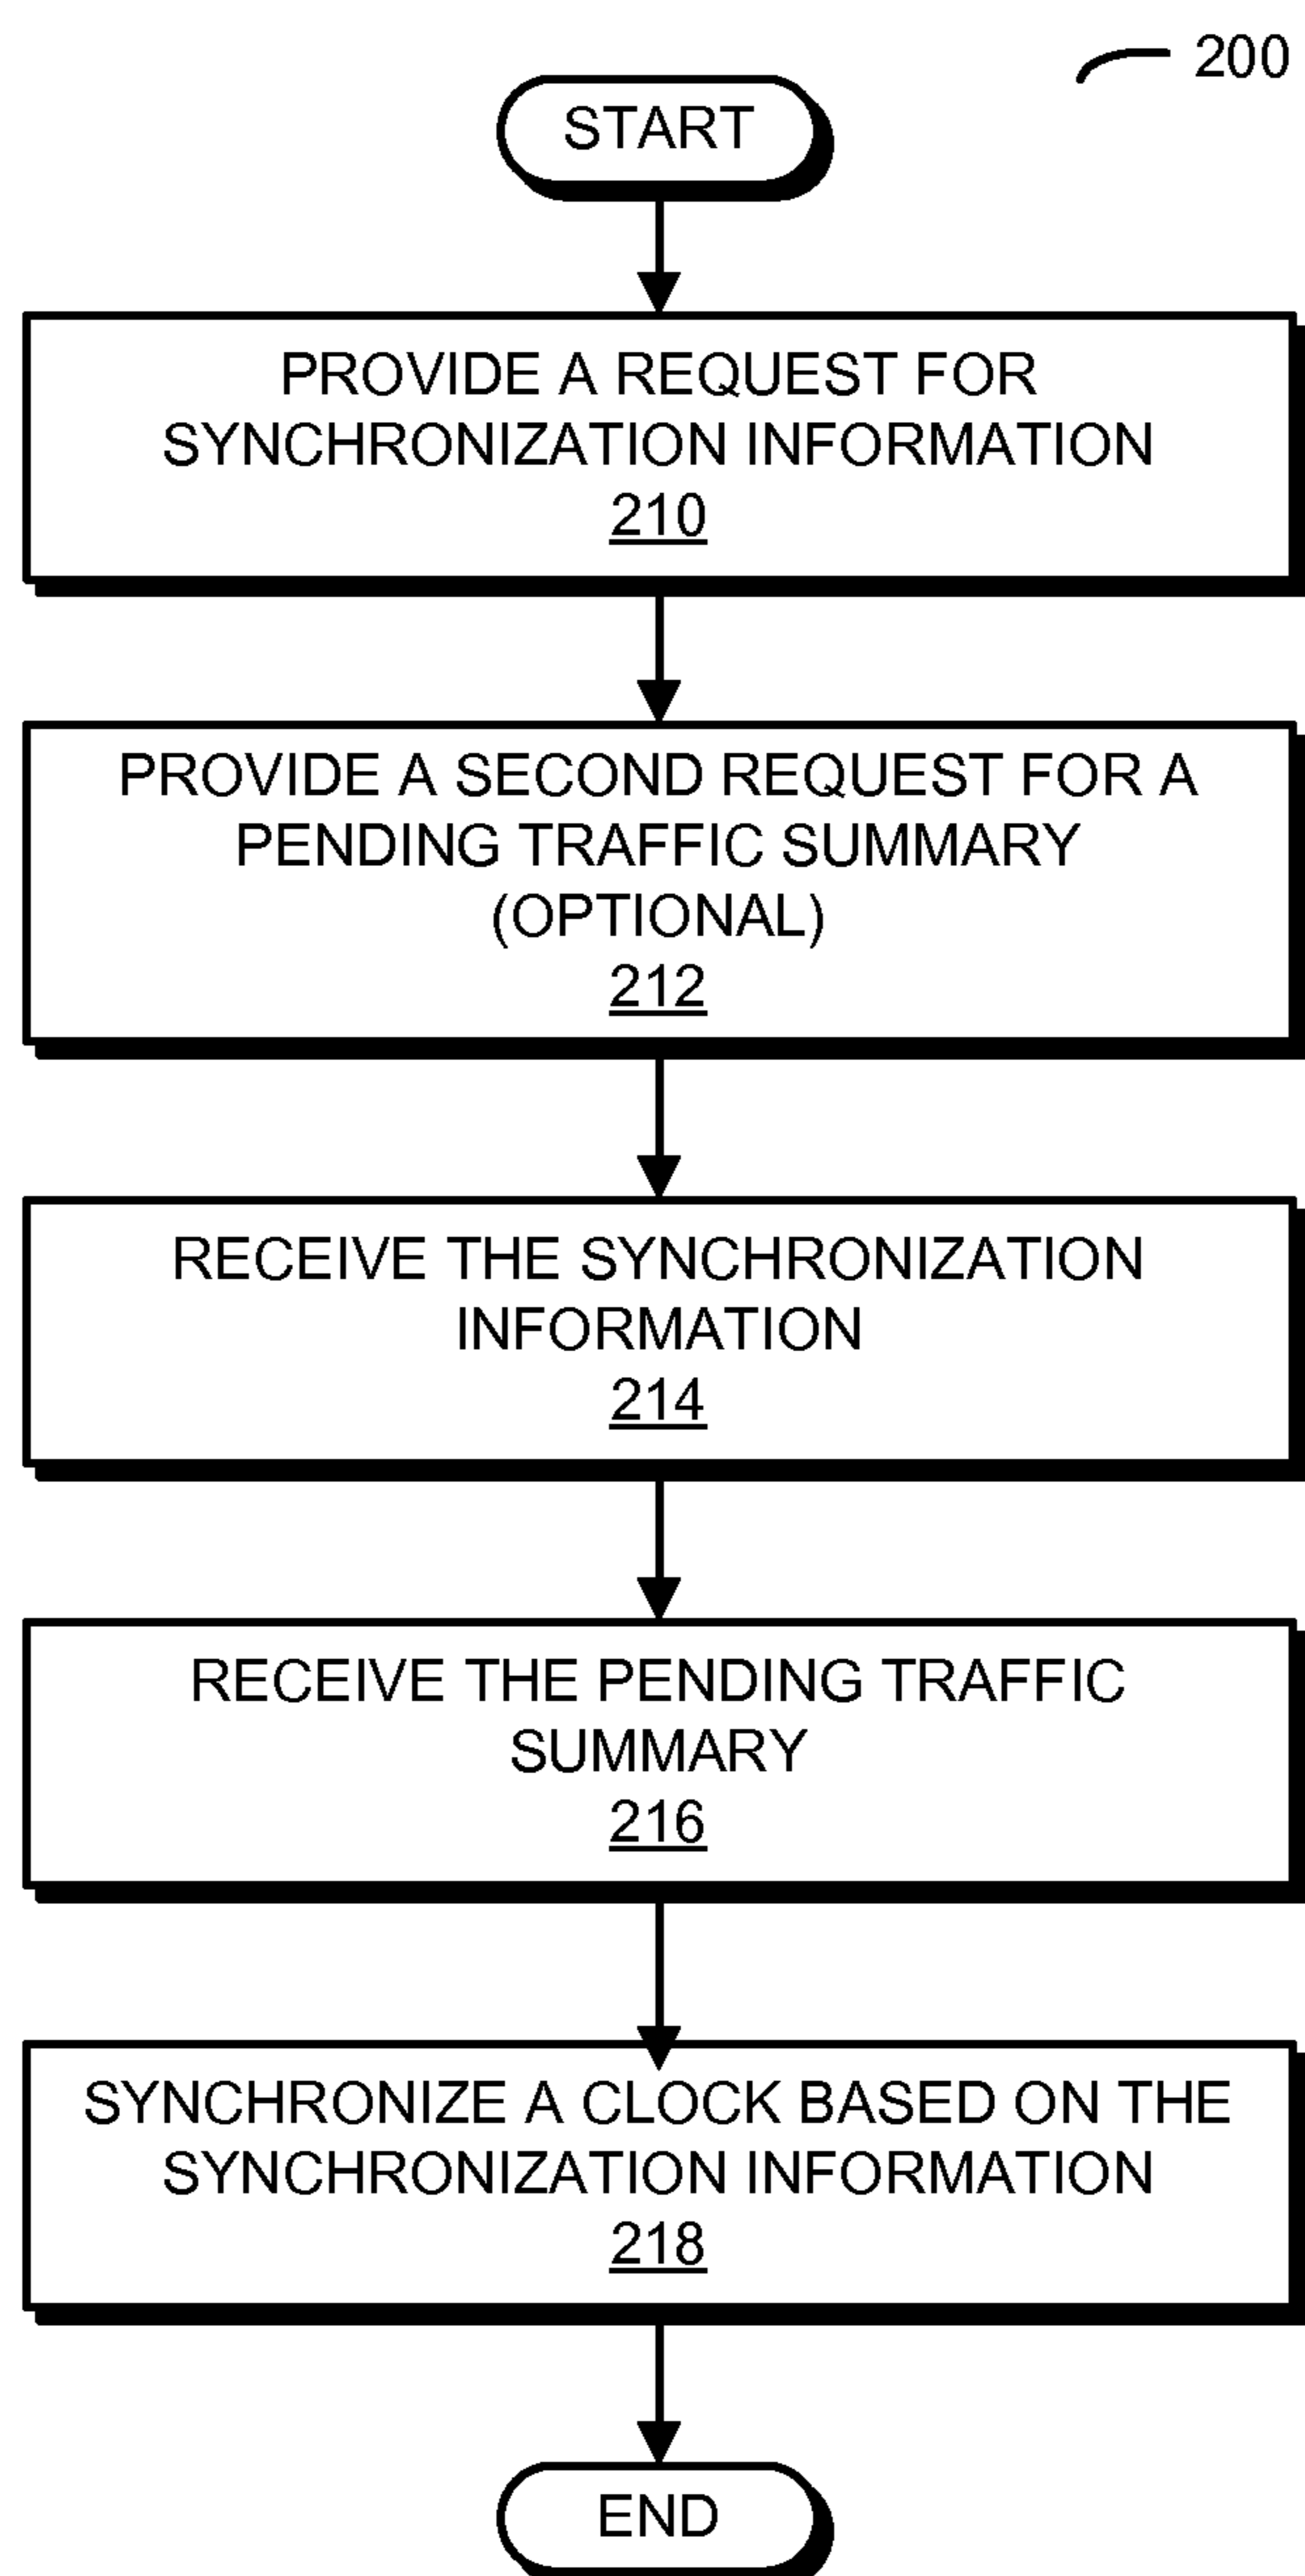 200
START
PROVIDE A REQUEST FOR
SYNCHRONIZATION INFORMATION
210
PROVIDE A SECOND REQUEST FOR A
PENDING TRAFFIC SUMMARY
(OPTIONAL)
212
RECEIVE THE SYNCHRONIZATION
INFORMATION
214
RECEIVE THE PENDING TRAFFIC
SUMMARY
216
SYNCHRONIZE A CLOCK BASED ON THE
SYNCHRONIZATION INFORMATION
218
END